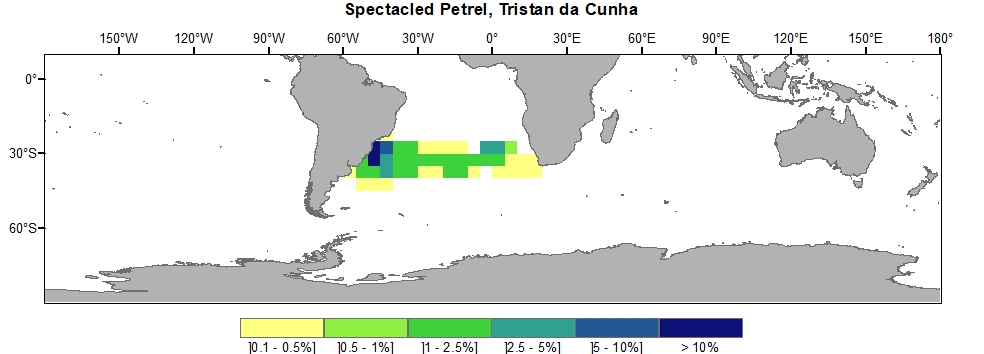 Spectacled Petrel, Tristan da Cunha
150°W 120°W 90°W 60°W 30°W 0° 30°E 60°E 90°E 120°E 150°E 180°
0°
30°S
60°S
]0.1 - 0.5%] ]0.5 - 1%] ]1 - 2.5%] ]2.5 - 5%] ]5 - 10%] > 10%